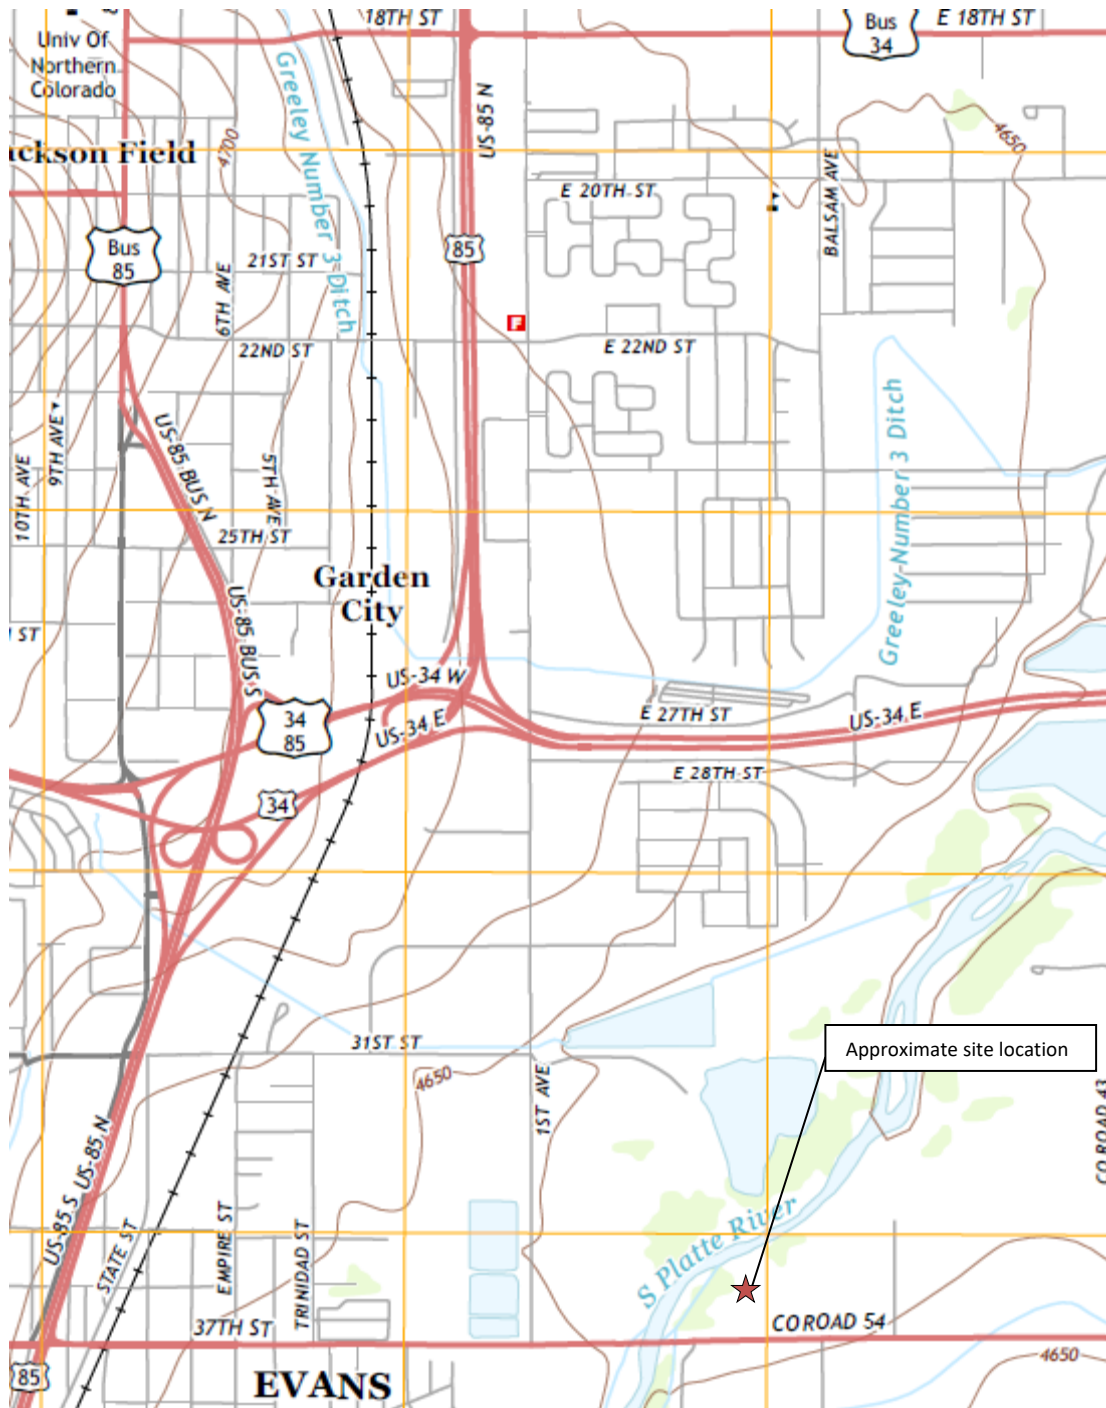 18TH ST
Bus
34
E 18TH ST
Univ Of
Northern
Colorado
Greeley Number 3 Ditch
US-85 N
4700
4650
ackson Field
E 20TH ST
BALSAM AVE
Bus
85
85
21ST ST
6TH AVE
F
22ND ST
E 22ND ST
9TH AVE
10TH AVE
US-85 BUS N
5TH AVE
Greeley Number 3 Ditch
25TH ST
Garden
City
US-85 BUS S
ST
US-34 W
34
85
US-34 E
E 27TH ST
US-34 E
E 28TH ST
34
31ST ST
Approximate site location
4650
1ST AVE
CO ROAD 43
US-85 N
US-85 S
STATE ST
EMPIRE ST
TRINIDAD ST
S Platte River
37TH ST
CO ROAD 54
4650
85
EVANS